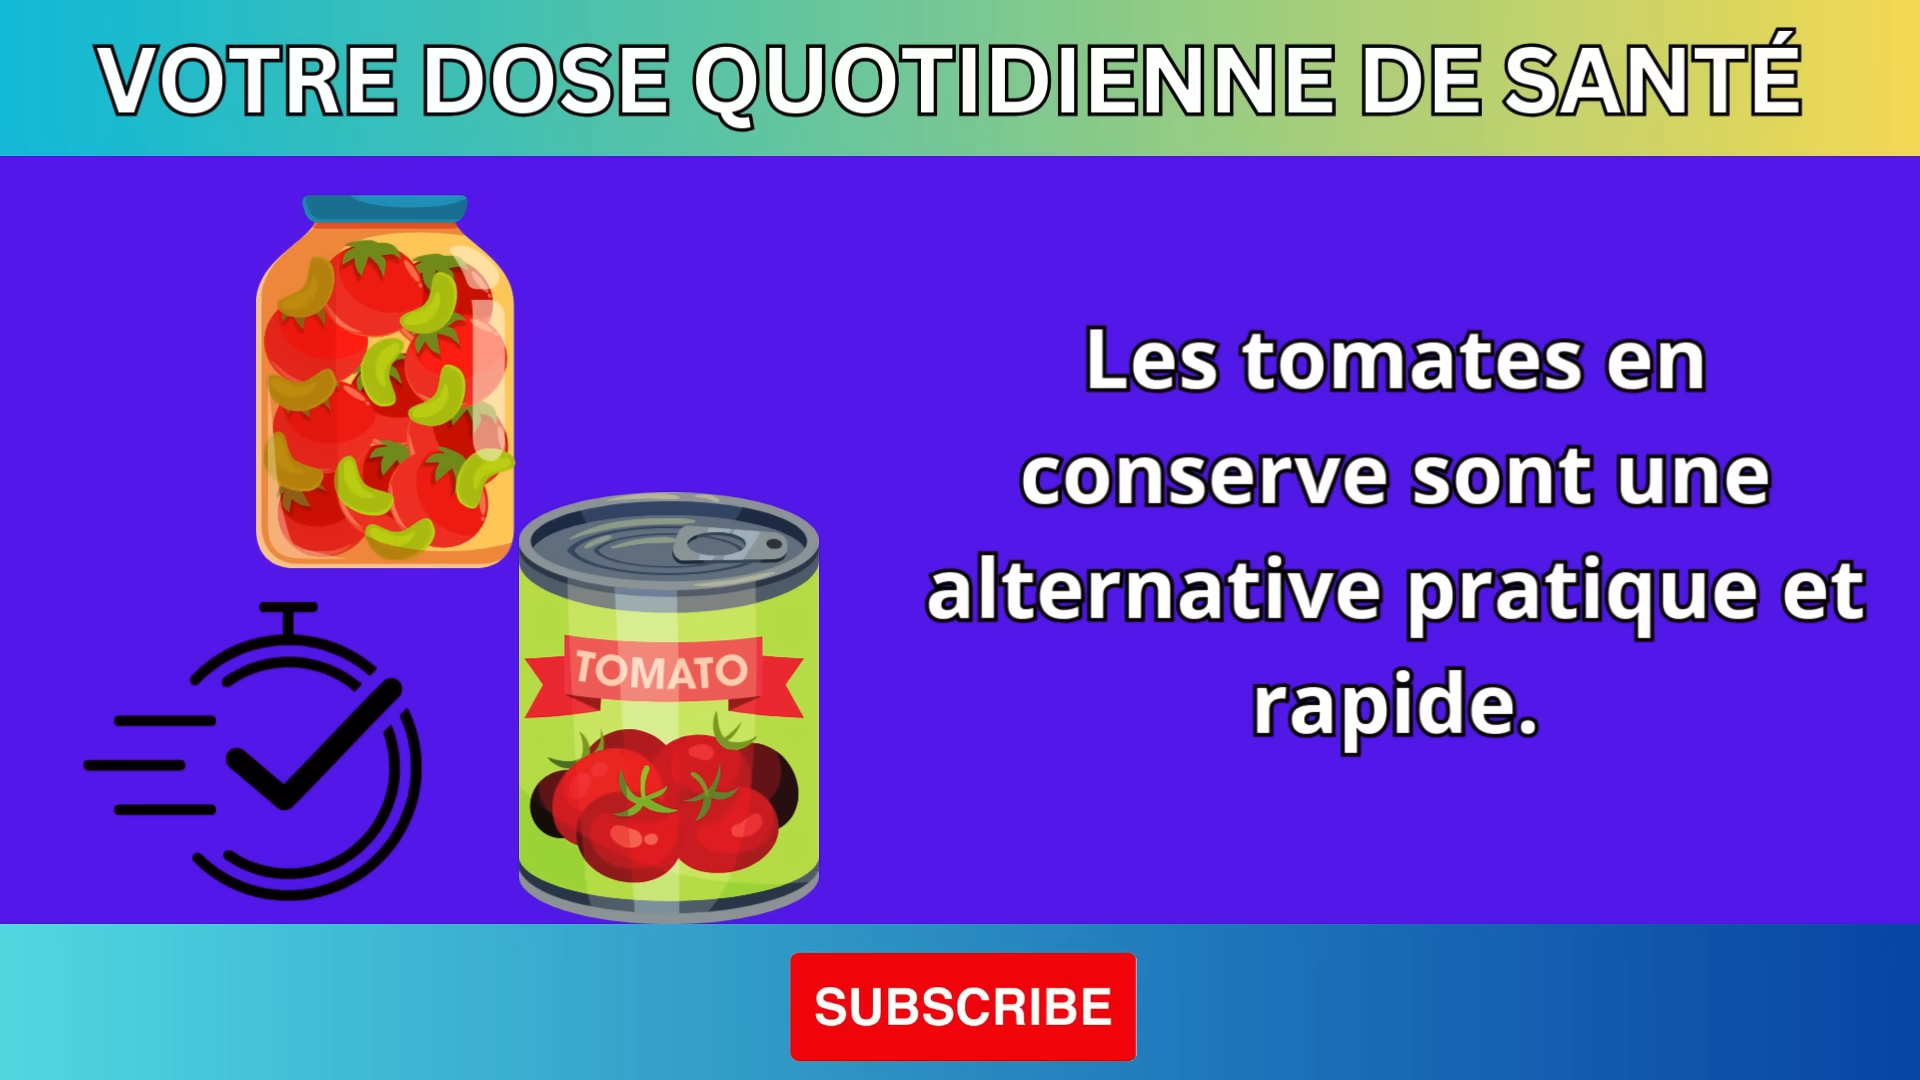 VOTRE DOSE QUOTIDIENNE DE SANTÉ
Les tomates en
conserve sont une
alternative pratique et
rapide.
TOMATO
SUBSCRIBE